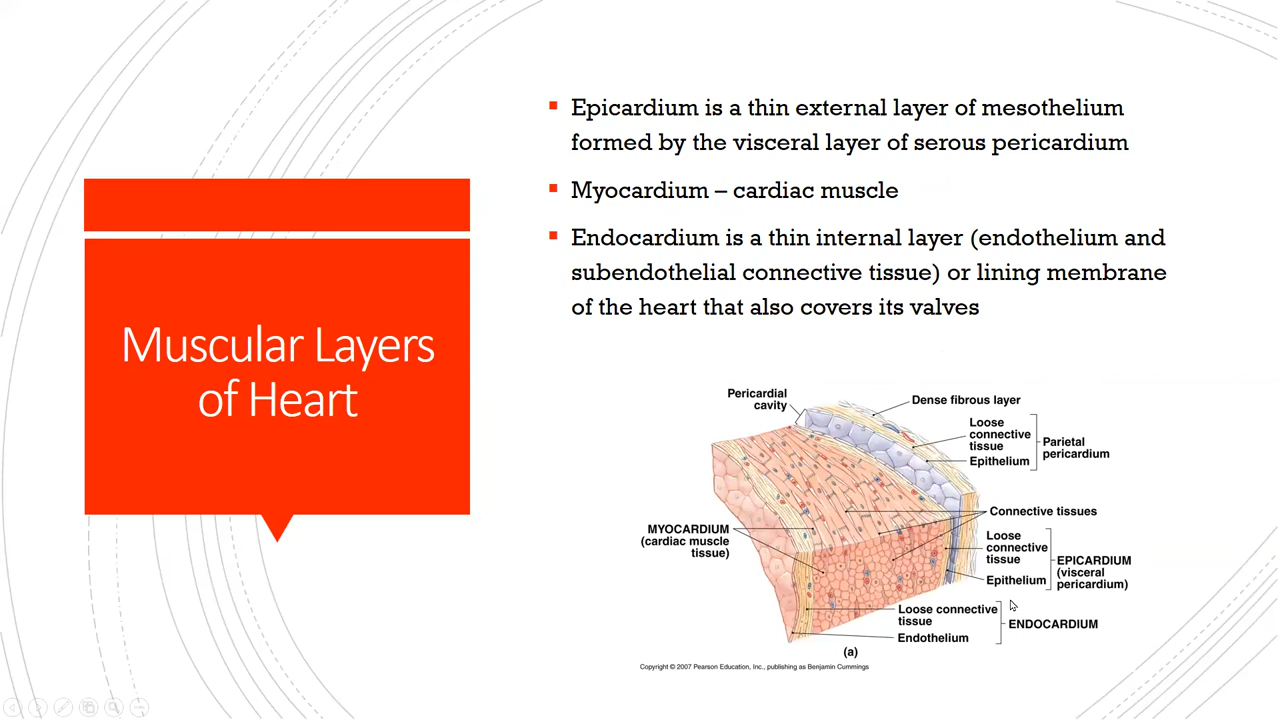 Muscular Layers
of Heart
▪ Epicardium is a thin external layer of mesothelium
formed by the visceral layer of serous pericardium
▪ Myocardium – cardiac muscle
▪ Endocardium is a thin internal layer (endothelium and
subendothelial connective tissue) or lining membrane
of the heart that also covers its valves
Pericardial
cavity
Dense fibrous layer
Loose
connective
tissue
Epithelium
Parietal
pericardium
Connective tissues
MYOCARDIUM
(cardiac muscle
tissue)
Loose
connective
tissue
Epithelium
EPICARDIUM
(visceral
pericardium)
Loose connective
tissue
Endothelium
ENDOCARDIUM
(a)
Copyright © 2007 Pearson Education, Inc., publishing as Benjamin Cummings